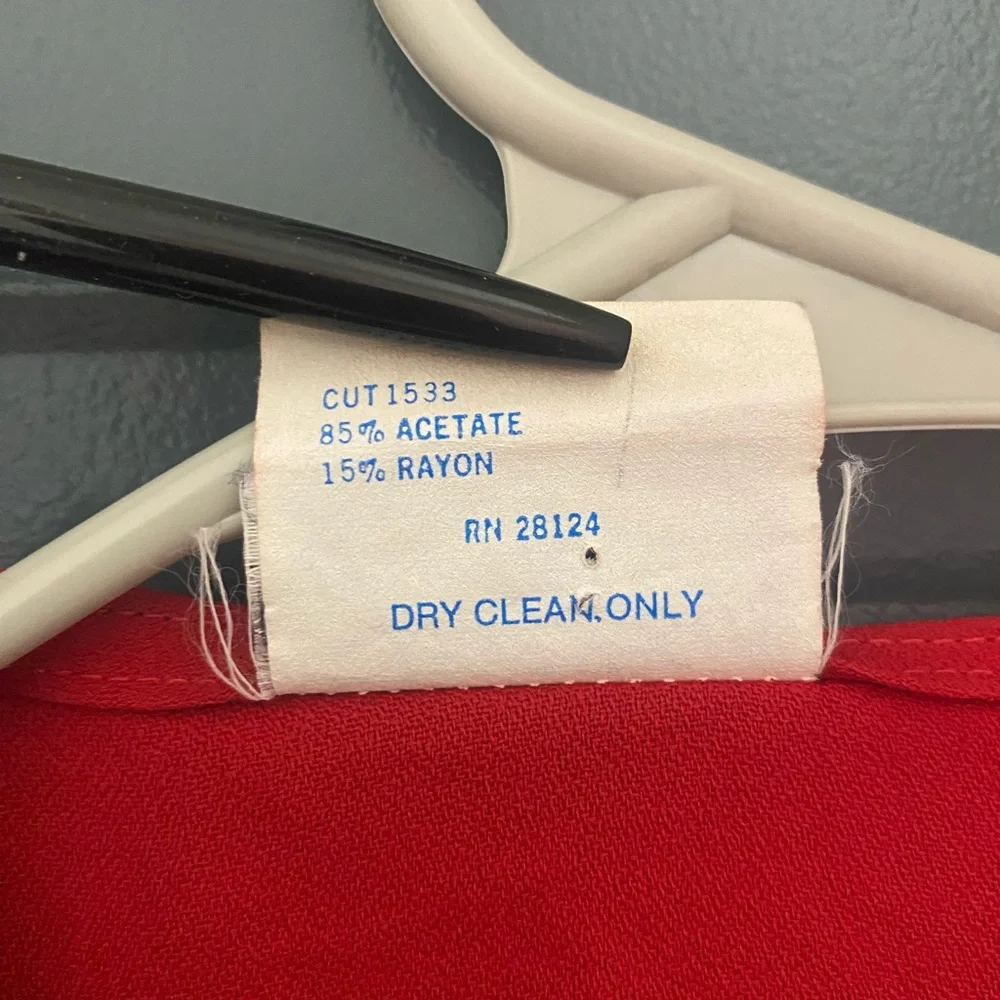 CUT 1533
85% ACETATE
15% RAYON
RN 28124
DRY CLEAN ONLY